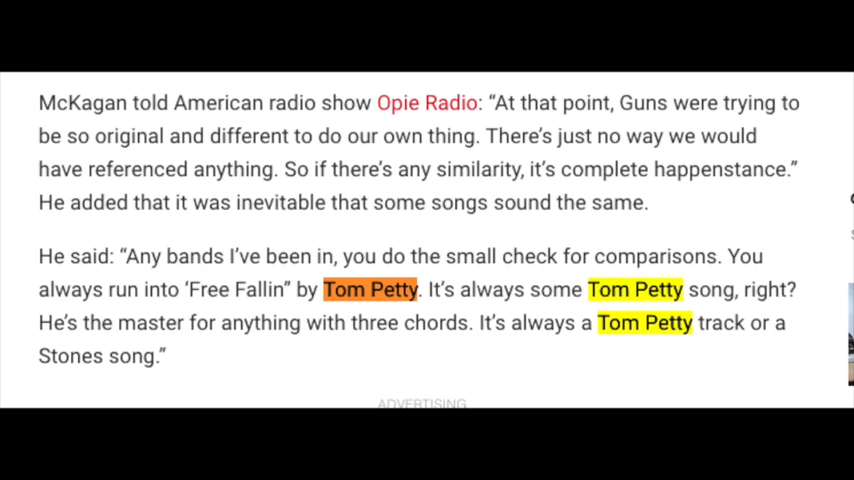 McKagan told American radio show Opie Radio: “At that point, Guns were trying to
be so original and different to do our own thing. There’s just no way we would
have referenced anything. So if there’s any similarity, it’s complete happenstance.”
He added that it was inevitable that some songs sound the same.
He said: “Any bands I’ve been in, you do the small check for comparisons. You
always run into ‘Free Fallin” by Tom Petty. It’s always some Tom Petty song, right?
He’s the master for anything with three chords. It’s always a Tom Petty track or a
Stones song.”
ADVERTISING